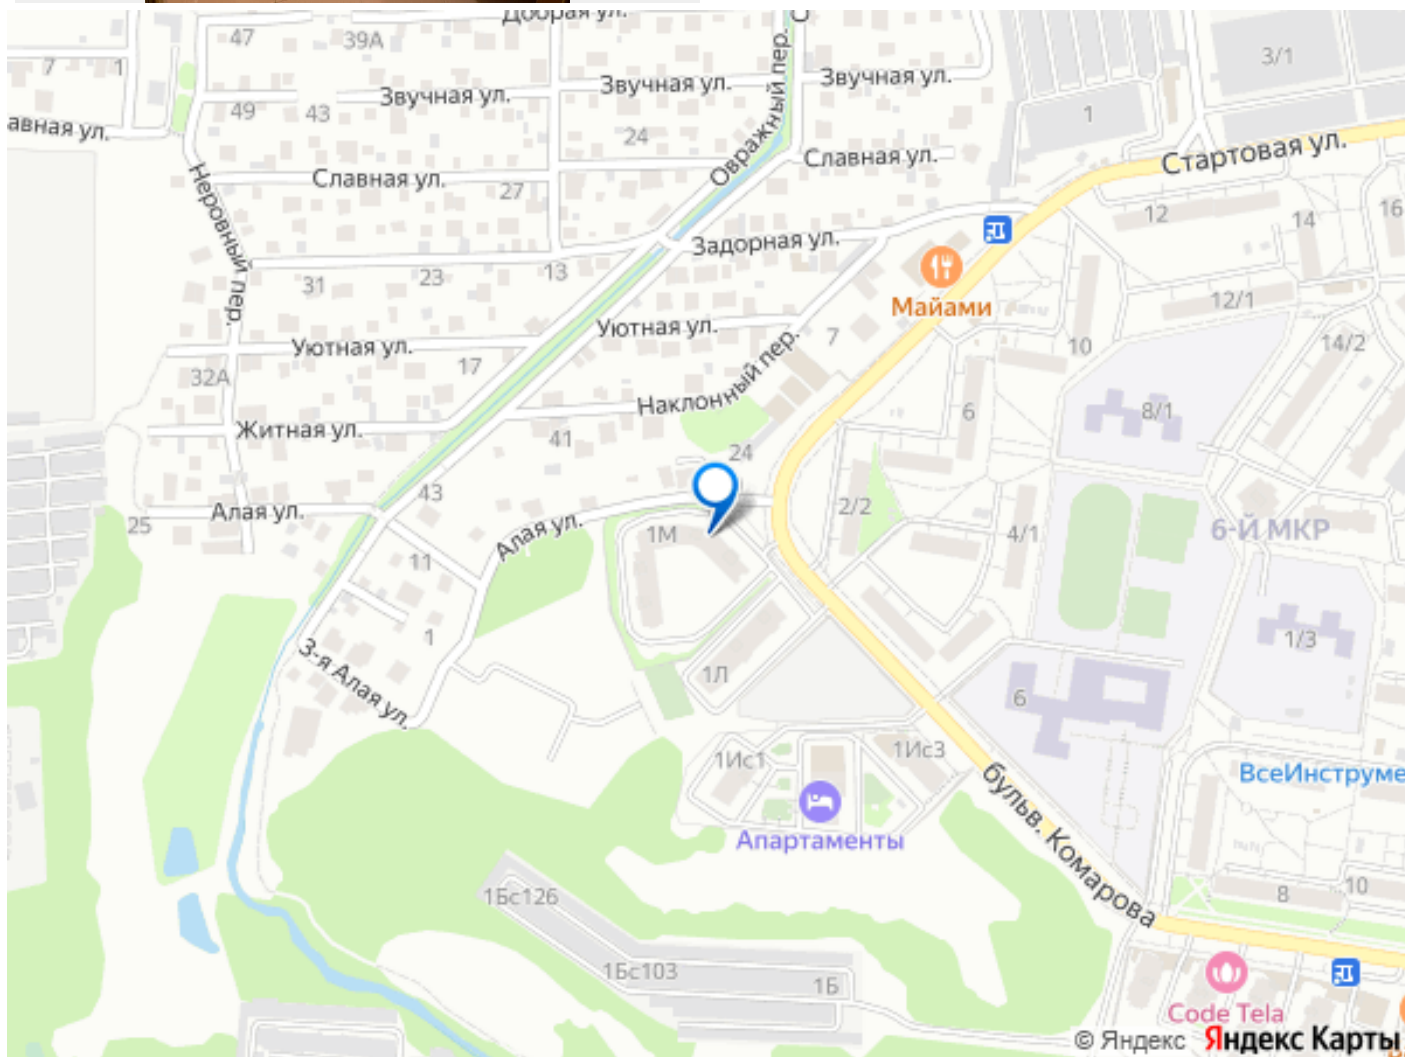 Добрая ул.
47
39А
7
1
Звучная ул.
Звучная ул.
Звучная ул.
3/1
49
43
24
1
авная ул.
Овражный пер.
Славная ул.
Стартовая ул.
Славная ул.
27
Неровный пер.
12
14
16
Задорная ул.
31
23
13
Майами
12/1
Уютная ул.
Уютная ул.
17
7
10
14/2
32А
Наклонный пер.
Житная ул.
41
6
8/1
24
43
25
Алая ул.
Алая ул.
1М
2/2
4/1
6-Й МКР
11
1
1/3
3-я Алая ул.
1Л
6
1Ис1
1Ис3
бульв. Комарова
ВсеИнструме
Апартаменты
1Бс126
8
10
1Бс103
1Б
Code Tela
© Яндекс Яндекс Карты